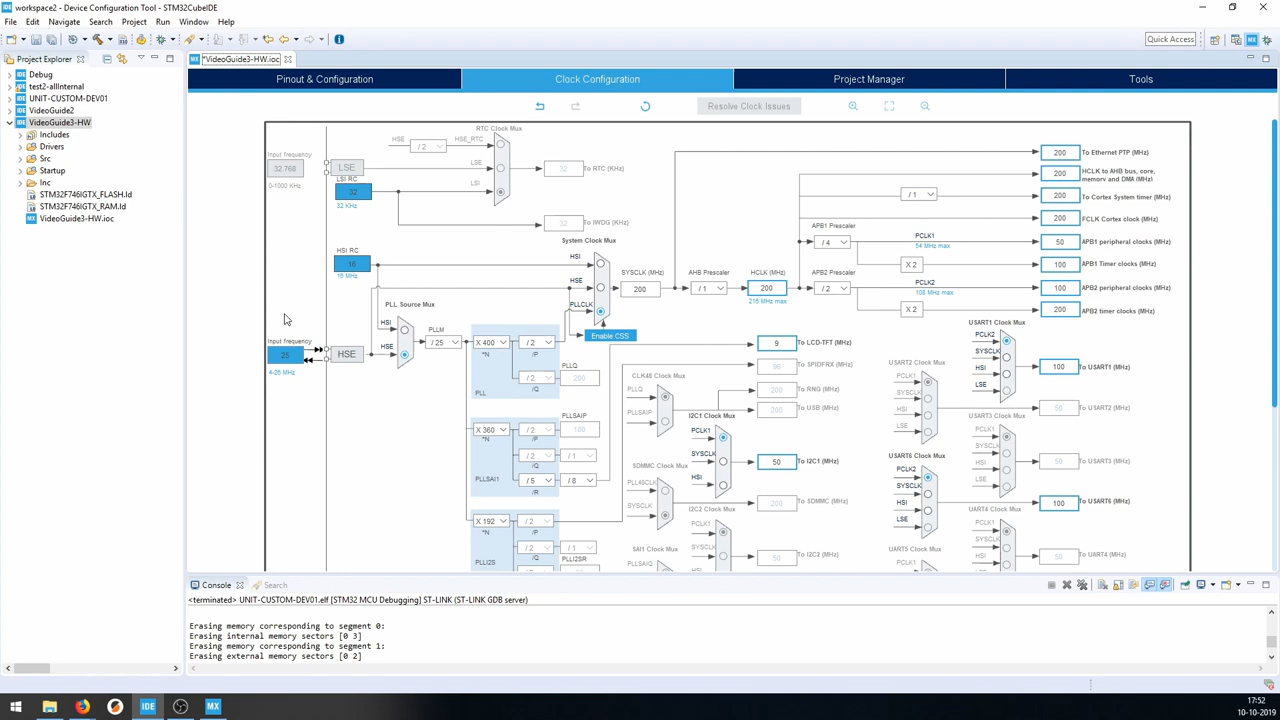 workspace2 - Device Configuration Tool - STM32CubeIDE
File Edit Navigate Search Project Run Window Help
Quick Access
Project Explorer
*VideoGuide3-HW.ioc
Debug
test2-allInternal
UNIT-CUSTOM-DEV01
VideoGuide2
VideoGuide3-HW
Includes
Drivers
Src
Startup
Inc
STM32F746IGTX_FLASH.ld
STM32F746IGTX_RAM.ld
VideoGuide3-HW.ioc
Pinout & Configuration
Clock Configuration
Project Manager
Tools
Resolve Clock Issues
RTC Clock Mux
HSE
/ 2
HSE_RTC
Input frequency
32.768
0-1000 KHz
LSE
LSE
LSI RC
32
32 KHz
LSI
32
To RTC (KHz)
32
To IWDG (KHz)
System Clock Mux
HSI RC
16
16 MHz
HSI
HSE
PLLCLK
Enable CSS
SYSCLK (MHz)
200
AHB Prescaler
/ 1
HCLK (MHz)
200
216 MHz max
APB1 Prescaler
/ 4
PCLK1
54 MHz max
X 2
APB2 Prescaler
/ 2
PCLK2
108 MHz max
X 2
/ 1
200 To Ethernet PTP (MHz)
200 HCLK to AHB bus, core,
memory and DMA (MHz)
200 To Cortex System timer (MHz)
200 FCLK Cortex clock (MHz)
50 APB1 peripheral clocks (MHz)
100 APB1 Timer clocks (MHz)
100 APB2 peripheral clocks (MHz)
200 APB2 timer clocks (MHz)
PLL Source Mux
HSI
HSE
Input frequency
25
4-26 MHz
HSE
PLLM
/ 25
X 400
*N
/ 2
/P
PLLQ
/ 2
200
/Q
PLL
PLLSAIP
X 360
*N
/ 2
100
/P
/ 2
/ 1
/Q
PLLSAI1
/ 5
/ 8
/R
X 192
*N
/ 2
/P
/ 2
/ 1
PLLI2SR
/Q
PLLI2S
9 To LCD-TFT (MHz)
96 To SPIDFRX (MHz)
CLK48 Clock Mux
PLLQ
PLLSAIP
200 To RNG (MHz)
200 To USB (MHz)
I2C1 Clock Mux
PCLK1
SYSCLK
HSI
50 To I2C1 (MHz)
SDMMC Clock Mux
PLL48CLK
SYSCLK
200 To SDMMC (MHz)
I2C2 Clock Mux
PCLK1
SYSCLK
50 To I2C2 (MHz)
SAI1 Clock Mux
USART1 Clock Mux
PCLK2
SYSCLK
HSI
LSE
100 To USART1 (MHz)
USART2 Clock Mux
PCLK1
SYSCLK
HSI
LSE
50 To USART2 (MHz)
USART3 Clock Mux
PCLK1
SYSCLK
HSI
LSE
50 To USART3 (MHz)
USART6 Clock Mux
PCLK2
SYSCLK
HSI
LSE
100 To USART6 (MHz)
UART4 Clock Mux
PCLK1
SYSCLK
HSI
50 To UART4 (MHz)
UART5 Clock Mux
Console
Search
<terminated> UNIT-CUSTOM-DEV01.elf [STM32 MCU Debugging] ST-LINK (ST-LINK GDB server)
Erasing memory corresponding to segment 0:
Erasing internal memory sectors [0 3]
Erasing memory corresponding to segment 1:
Erasing external memory sectors [0 2]
IDE
MX
17:52
10-10-2019